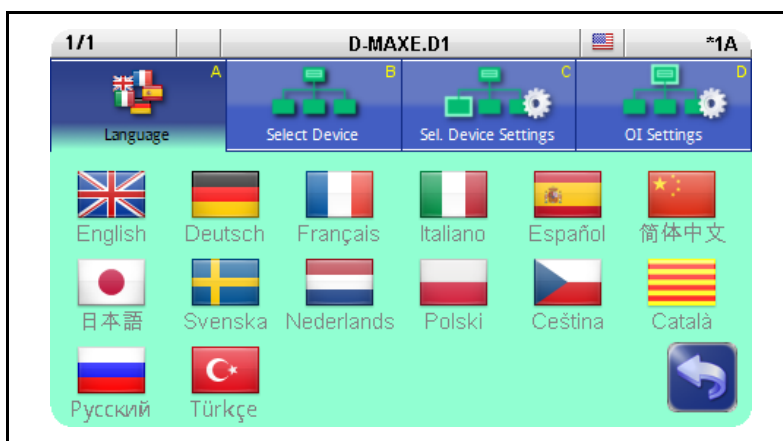 1/1 D-MAXE.D1 *1A
A B C D
Language Select Device Sel. Device Settings OI Settings
English Deutsch Français Italiano Español 简体中文
日本語 Svenska Nederlands Polski Ceština Català
Русский Türkçe